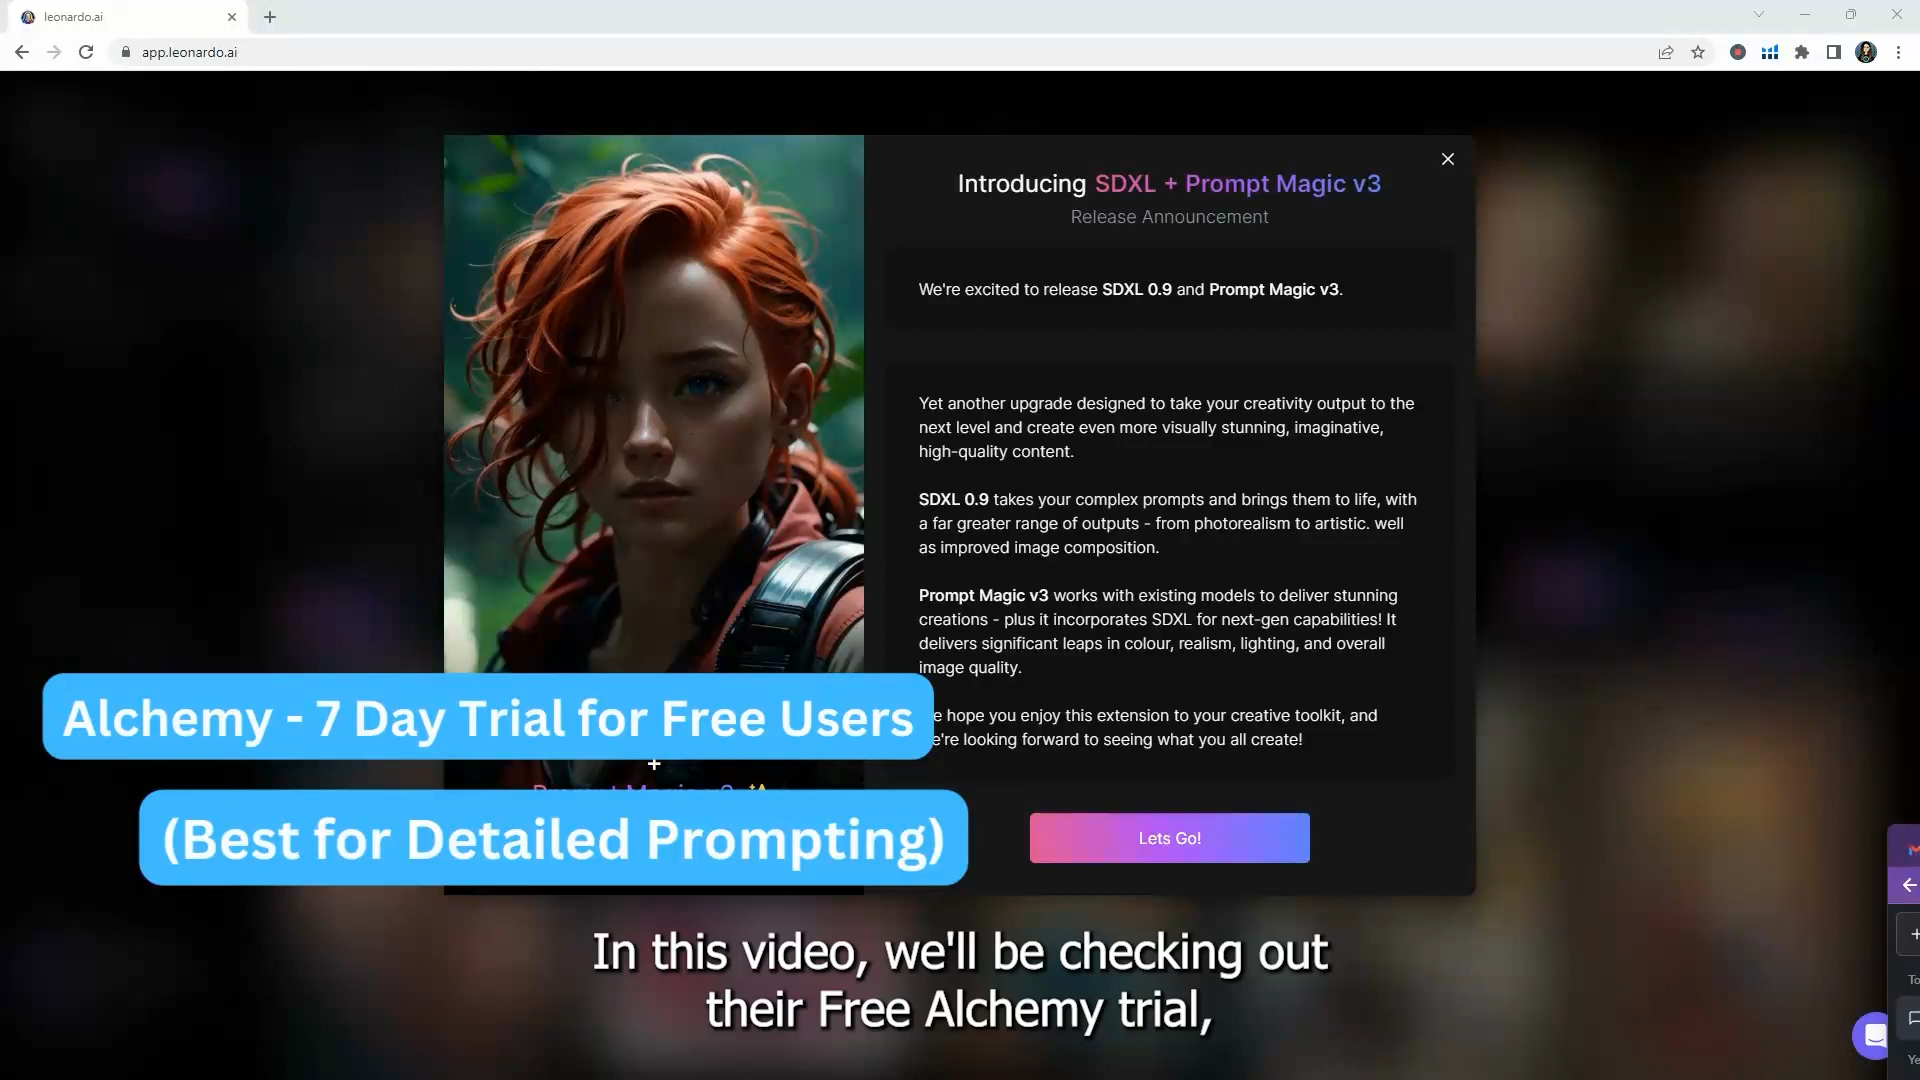 leonardo.ai
app.leonardo.ai
Introducing SDXL + Prompt Magic v3
Release Announcement
We're excited to release SDXL 0.9 and Prompt Magic v3.
Yet another upgrade designed to take your creativity output to the
next level and create even more visually stunning, imaginative,
high-quality content.
SDXL 0.9 takes your complex prompts and brings them to life, with
a far greater range of outputs - from photorealism to artistic. well
as improved image composition.
Prompt Magic v3 works with existing models to deliver stunning
creations - plus it incorporates SDXL for next-gen capabilities! It
delivers significant leaps in colour, realism, lighting, and overall
image quality.
e hope you enjoy this extension to your creative toolkit, and
e're looking forward to seeing what you all create!
Lets Go!
Alchemy - 7 Day Trial for Free Users
+
(Best for Detailed Prompting)
In this video, we'll be checking out
their Free Alchemy trial,
To
Ye